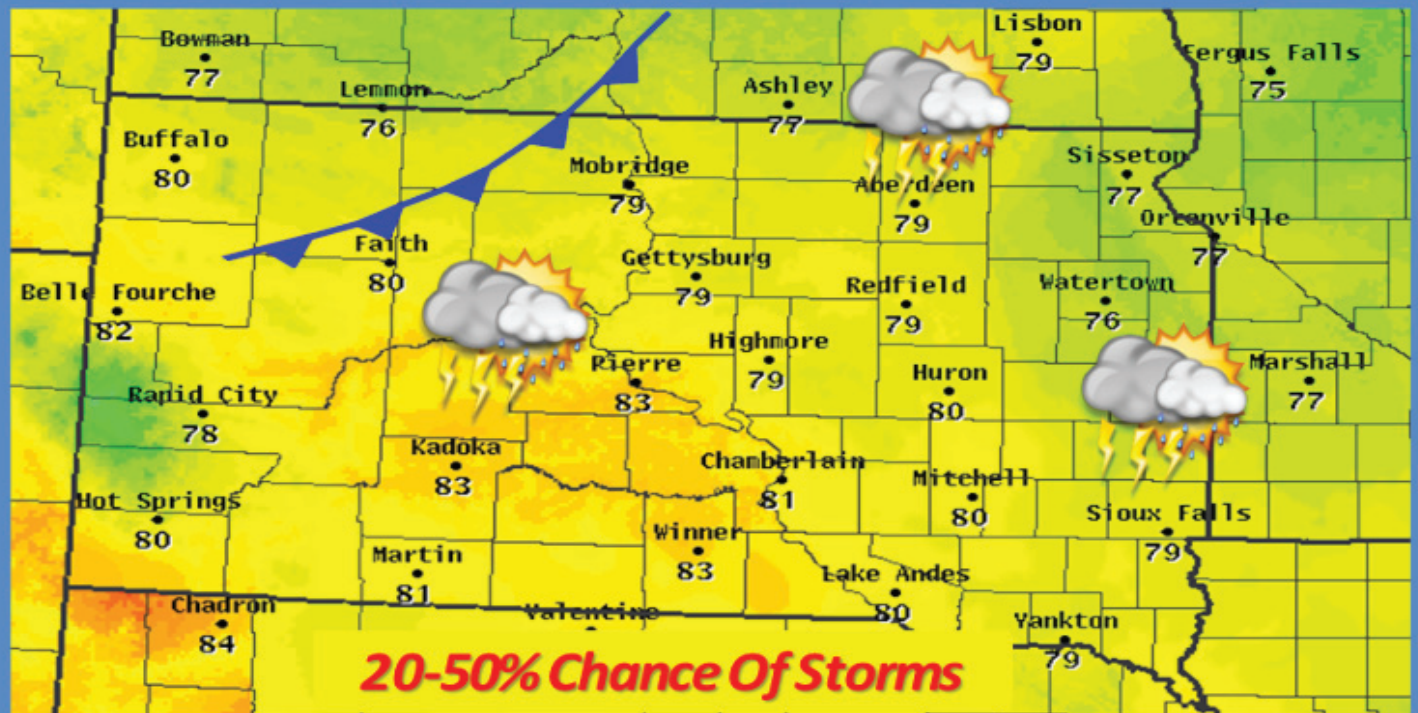 Lisbon
79
Bowman
77
Fergus Falls
75
Lemmon
76
Ashley
77
Buffalo
80
Mobridge
79
Sisseton
77
Aberdeen
79
Ortonville
77
Faith
80
Gettysburg
79
Redfield
79
Watertown
76
Belle Fourche
82
Highmore
79
Pierre
83
Huron
80
Marshall
77
Rapid City
78
Kadoka
83
Chamberlain
81
Mitchell
80
Hot Springs
80
Sioux Falls
79
Winner
83
Martin
81
Lake Andes
80
Chadron
84
Valentine
Yankton
79
20-50% Chance Of Storms